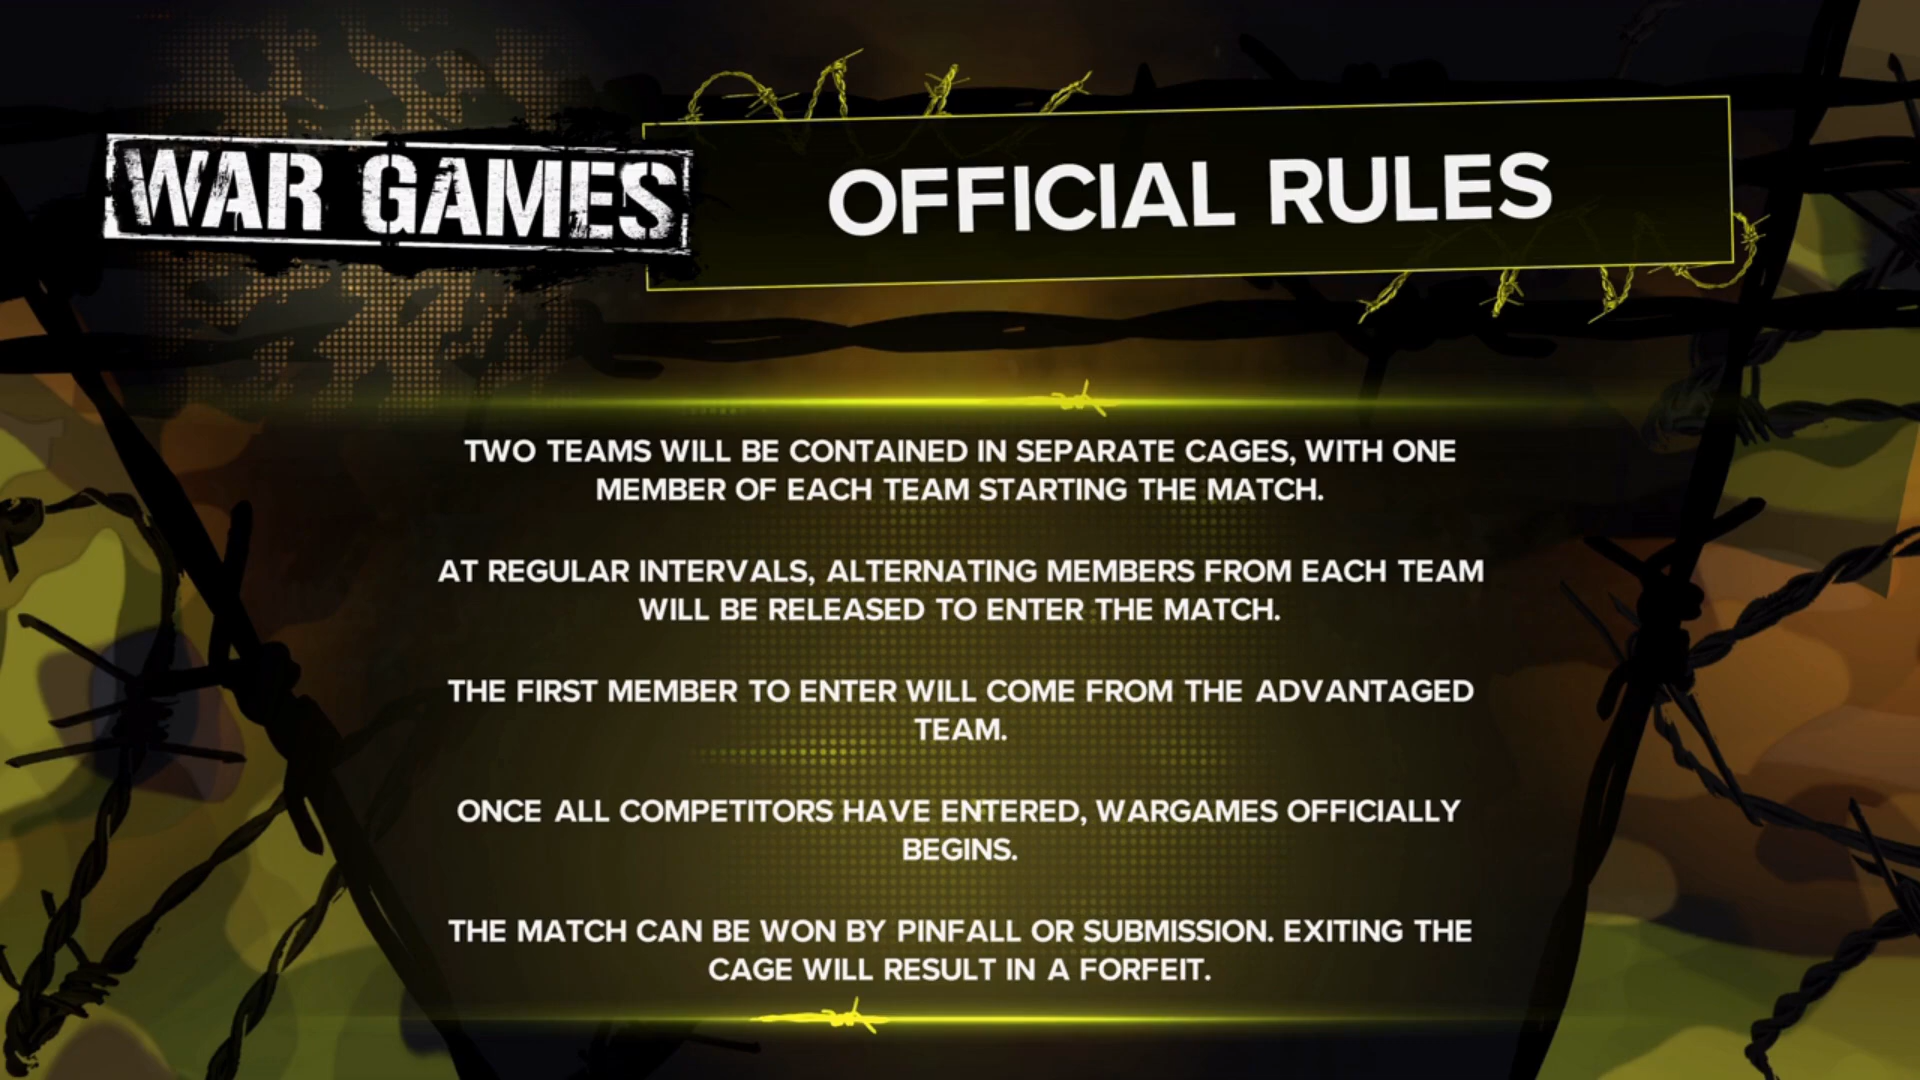 WAR GAMES
OFFICIAL RULES
TWO TEAMS WILL BE CONTAINED IN SEPARATE CAGES, WITH ONE
MEMBER OF EACH TEAM STARTING THE MATCH.
AT REGULAR INTERVALS, ALTERNATING MEMBERS FROM EACH TEAM
WILL BE RELEASED TO ENTER THE MATCH.
THE FIRST MEMBER TO ENTER WILL COME FROM THE ADVANTAGED
TEAM.
ONCE ALL COMPETITORS HAVE ENTERED, WARGAMES OFFICIALLY
BEGINS.
THE MATCH CAN BE WON BY PINFALL OR SUBMISSION. EXITING THE
CAGE WILL RESULT IN A FORFEIT.